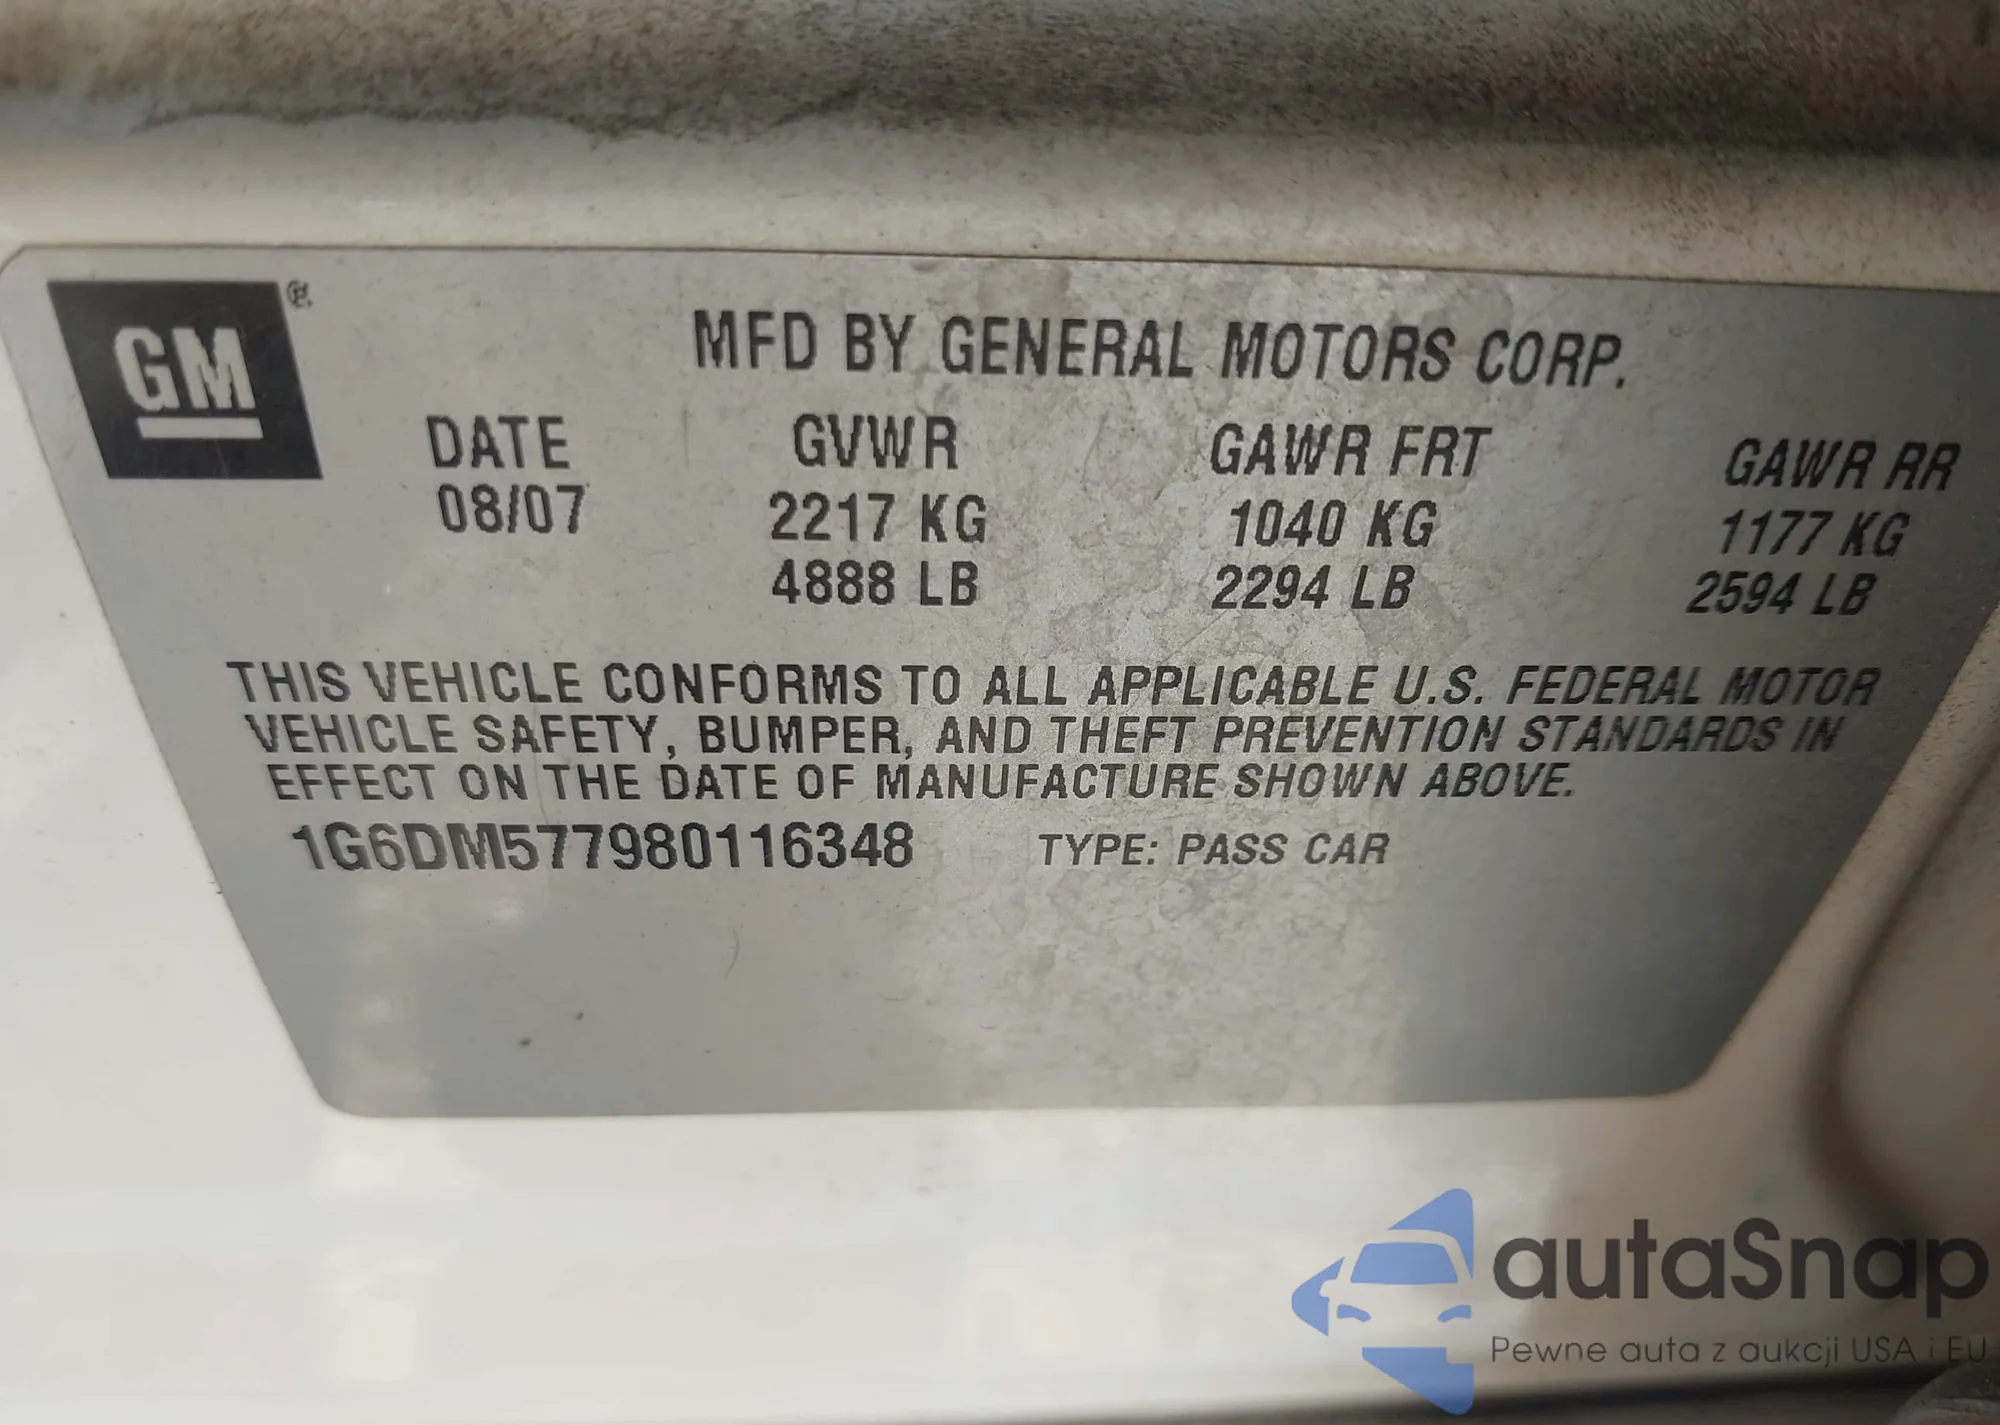 GM
MFD BY GENERAL MOTORS CORP.
DATE GVWR GAWR FRT GAWR RR
08/07 2217 KG 1040 KG 1177 KG
4888 LB 2294 LB 2594 LB
THIS VEHICLE CONFORMS TO ALL APPLICABLE U.S. FEDERAL MOTOR
VEHICLE SAFETY, BUMPER, AND THEFT PREVENTION STANDARDS IN
EFFECT ON THE DATE OF MANUFACTURE SHOWN ABOVE.
1G6DM577980116348 TYPE: PASS CAR
autaSnap
Pewne auta z aukcji USA i EU